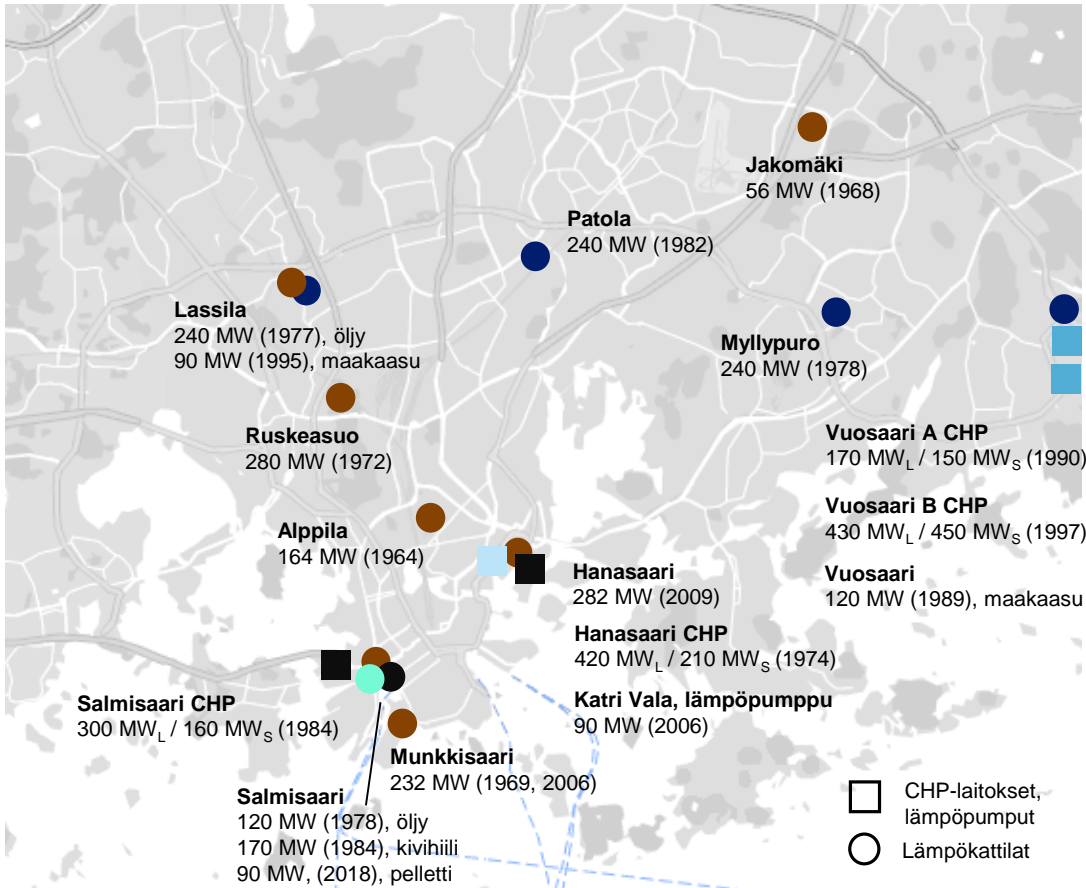 Jakomäki
56 MW (1968)
Patola
240 MW (1982)
Lassila
240 MW (1977), öljy
90 MW (1995), maakaasu
Myllypuro
240 MW (1978)
Ruskeasuo
280 MW (1972)
Vuosaari A CHP
170 MWL / 150 MWS (1990)
Vuosaari B CHP
430 MWL / 450 MWS (1997)
Vuosaari
120 MW (1989), maakaasu
Alppila
164 MW (1964)
Hanasaari
282 MW (2009)
Hanasaari CHP
420 MWL / 210 MWS (1974)
Katri Vala, lämpöpumppu
90 MW (2006)
Salmisaari CHP
300 MWL / 160 MWS (1984)
Munkkisaari
232 MW (1969, 2006)
Salmisaari
120 MW (1978), öljy
170 MW (1984), kivihiili
90 MW, (2018), pelletti
CHP-laitokset,
lämpöpumput
Lämpökattilat